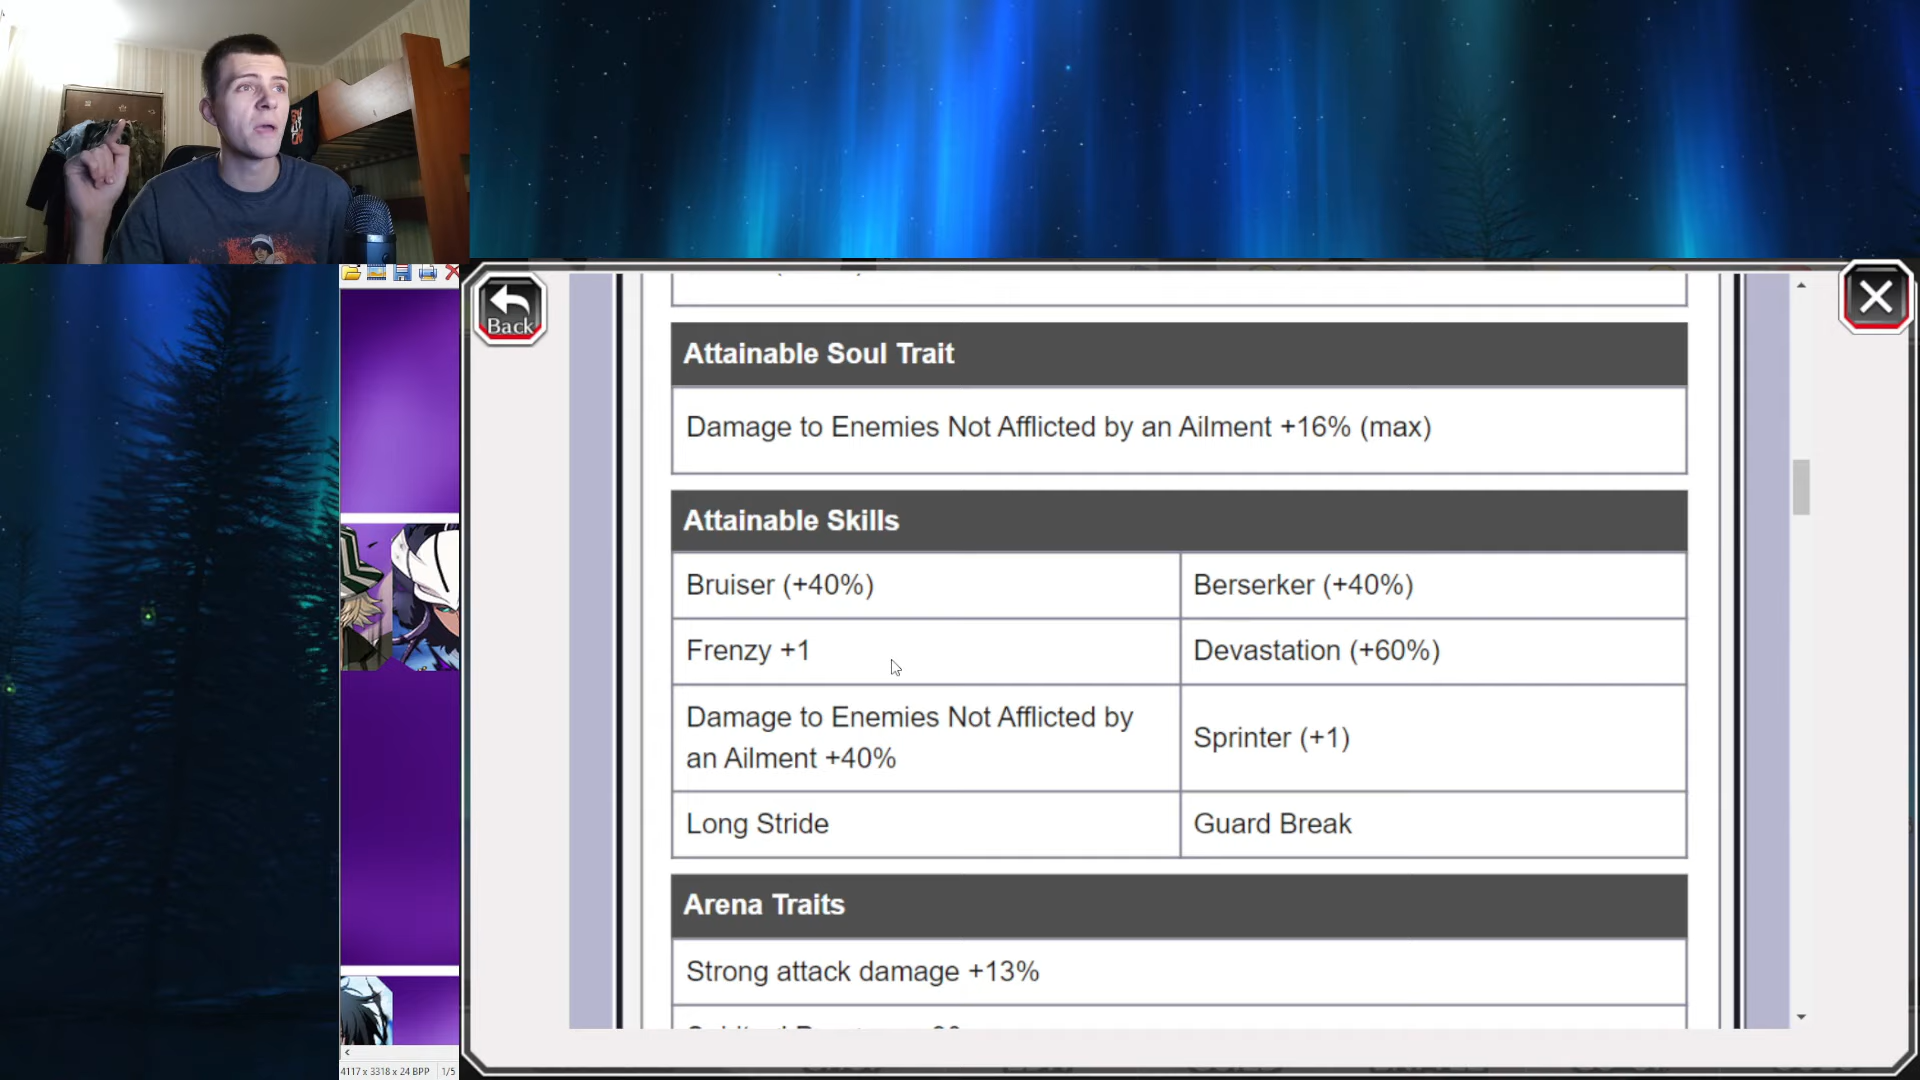 Back
Attainable Soul Trait
Damage to Enemies Not Afflicted by an Ailment +16% (max)
Attainable Skills
Bruiser (+40%)
Berserker (+40%)
Frenzy +1
Devastation (+60%)
Damage to Enemies Not Afflicted by
an Ailment +40%
Sprinter (+1)
Long Stride
Guard Break
Arena Traits
Strong attack damage +13%
4117 x 3318 x 24 BPP
1/5